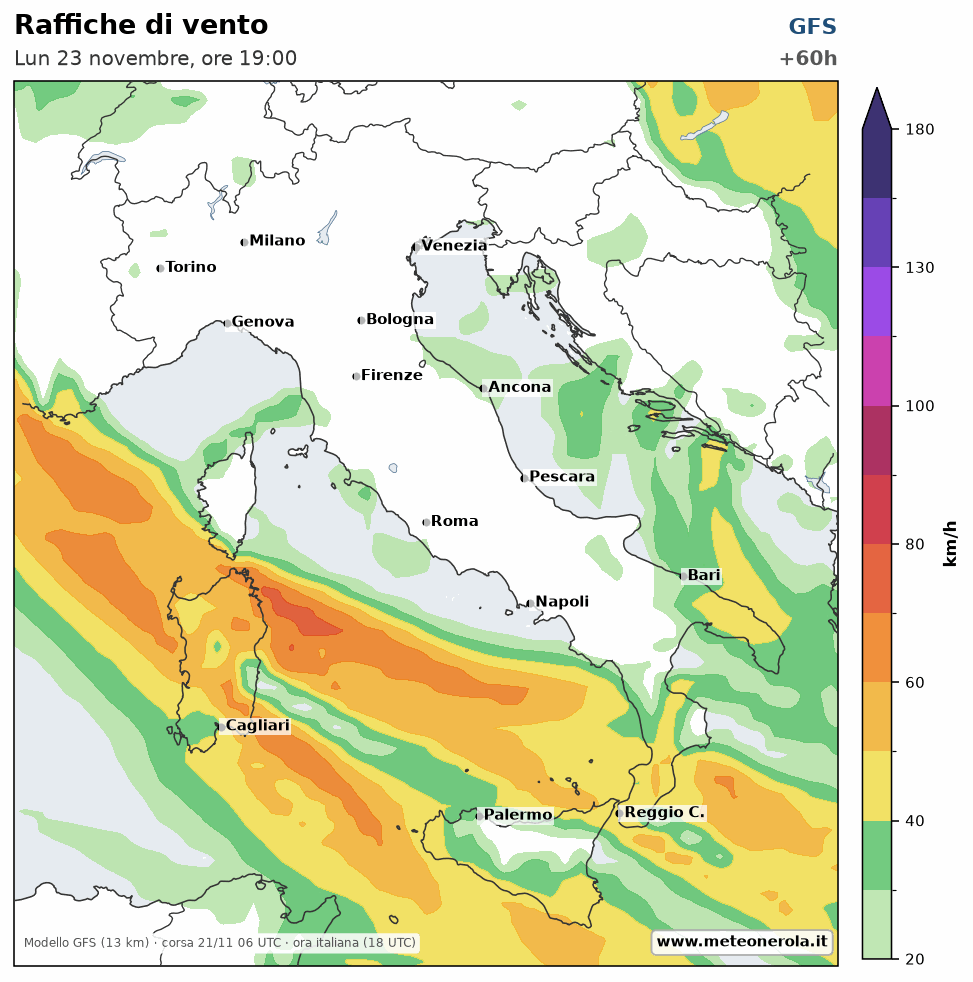 Raffiche di vento
GFS
Lun 23 novembre, ore 19:00
+60h
Milano
Venezia
Torino
Genova
Bologna
Firenze
Ancona
Pescara
Roma
Bari
Napoli
Cagliari
Palermo
Reggio C.
180
130
100
80
60
40
20
km/h
Modello GFS (13 km) · corsa 21/11 06 UTC · ora italiana (18 UTC)
www.meteonerola.it